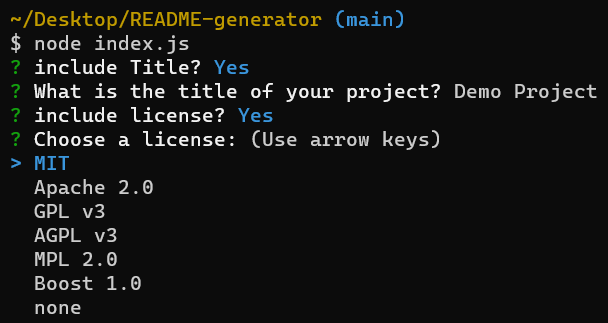 ~/Desktop/README-generator (main)
$ node index.js
? include Title? Yes
? What is the title of your project? Demo Project
? include license? Yes
? Choose a license: (Use arrow keys)
> MIT
Apache 2.0
GPL v3
AGPL v3
MPL 2.0
Boost 1.0
none